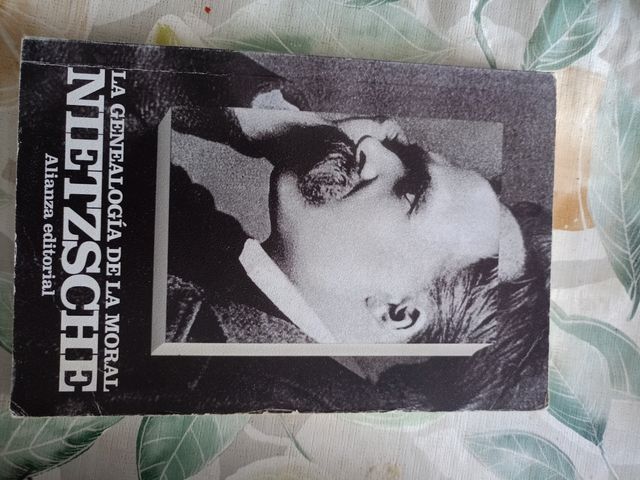 LA GENEALOGÍA DE LA MORAL
NIETZSCHE
Alianza editorial